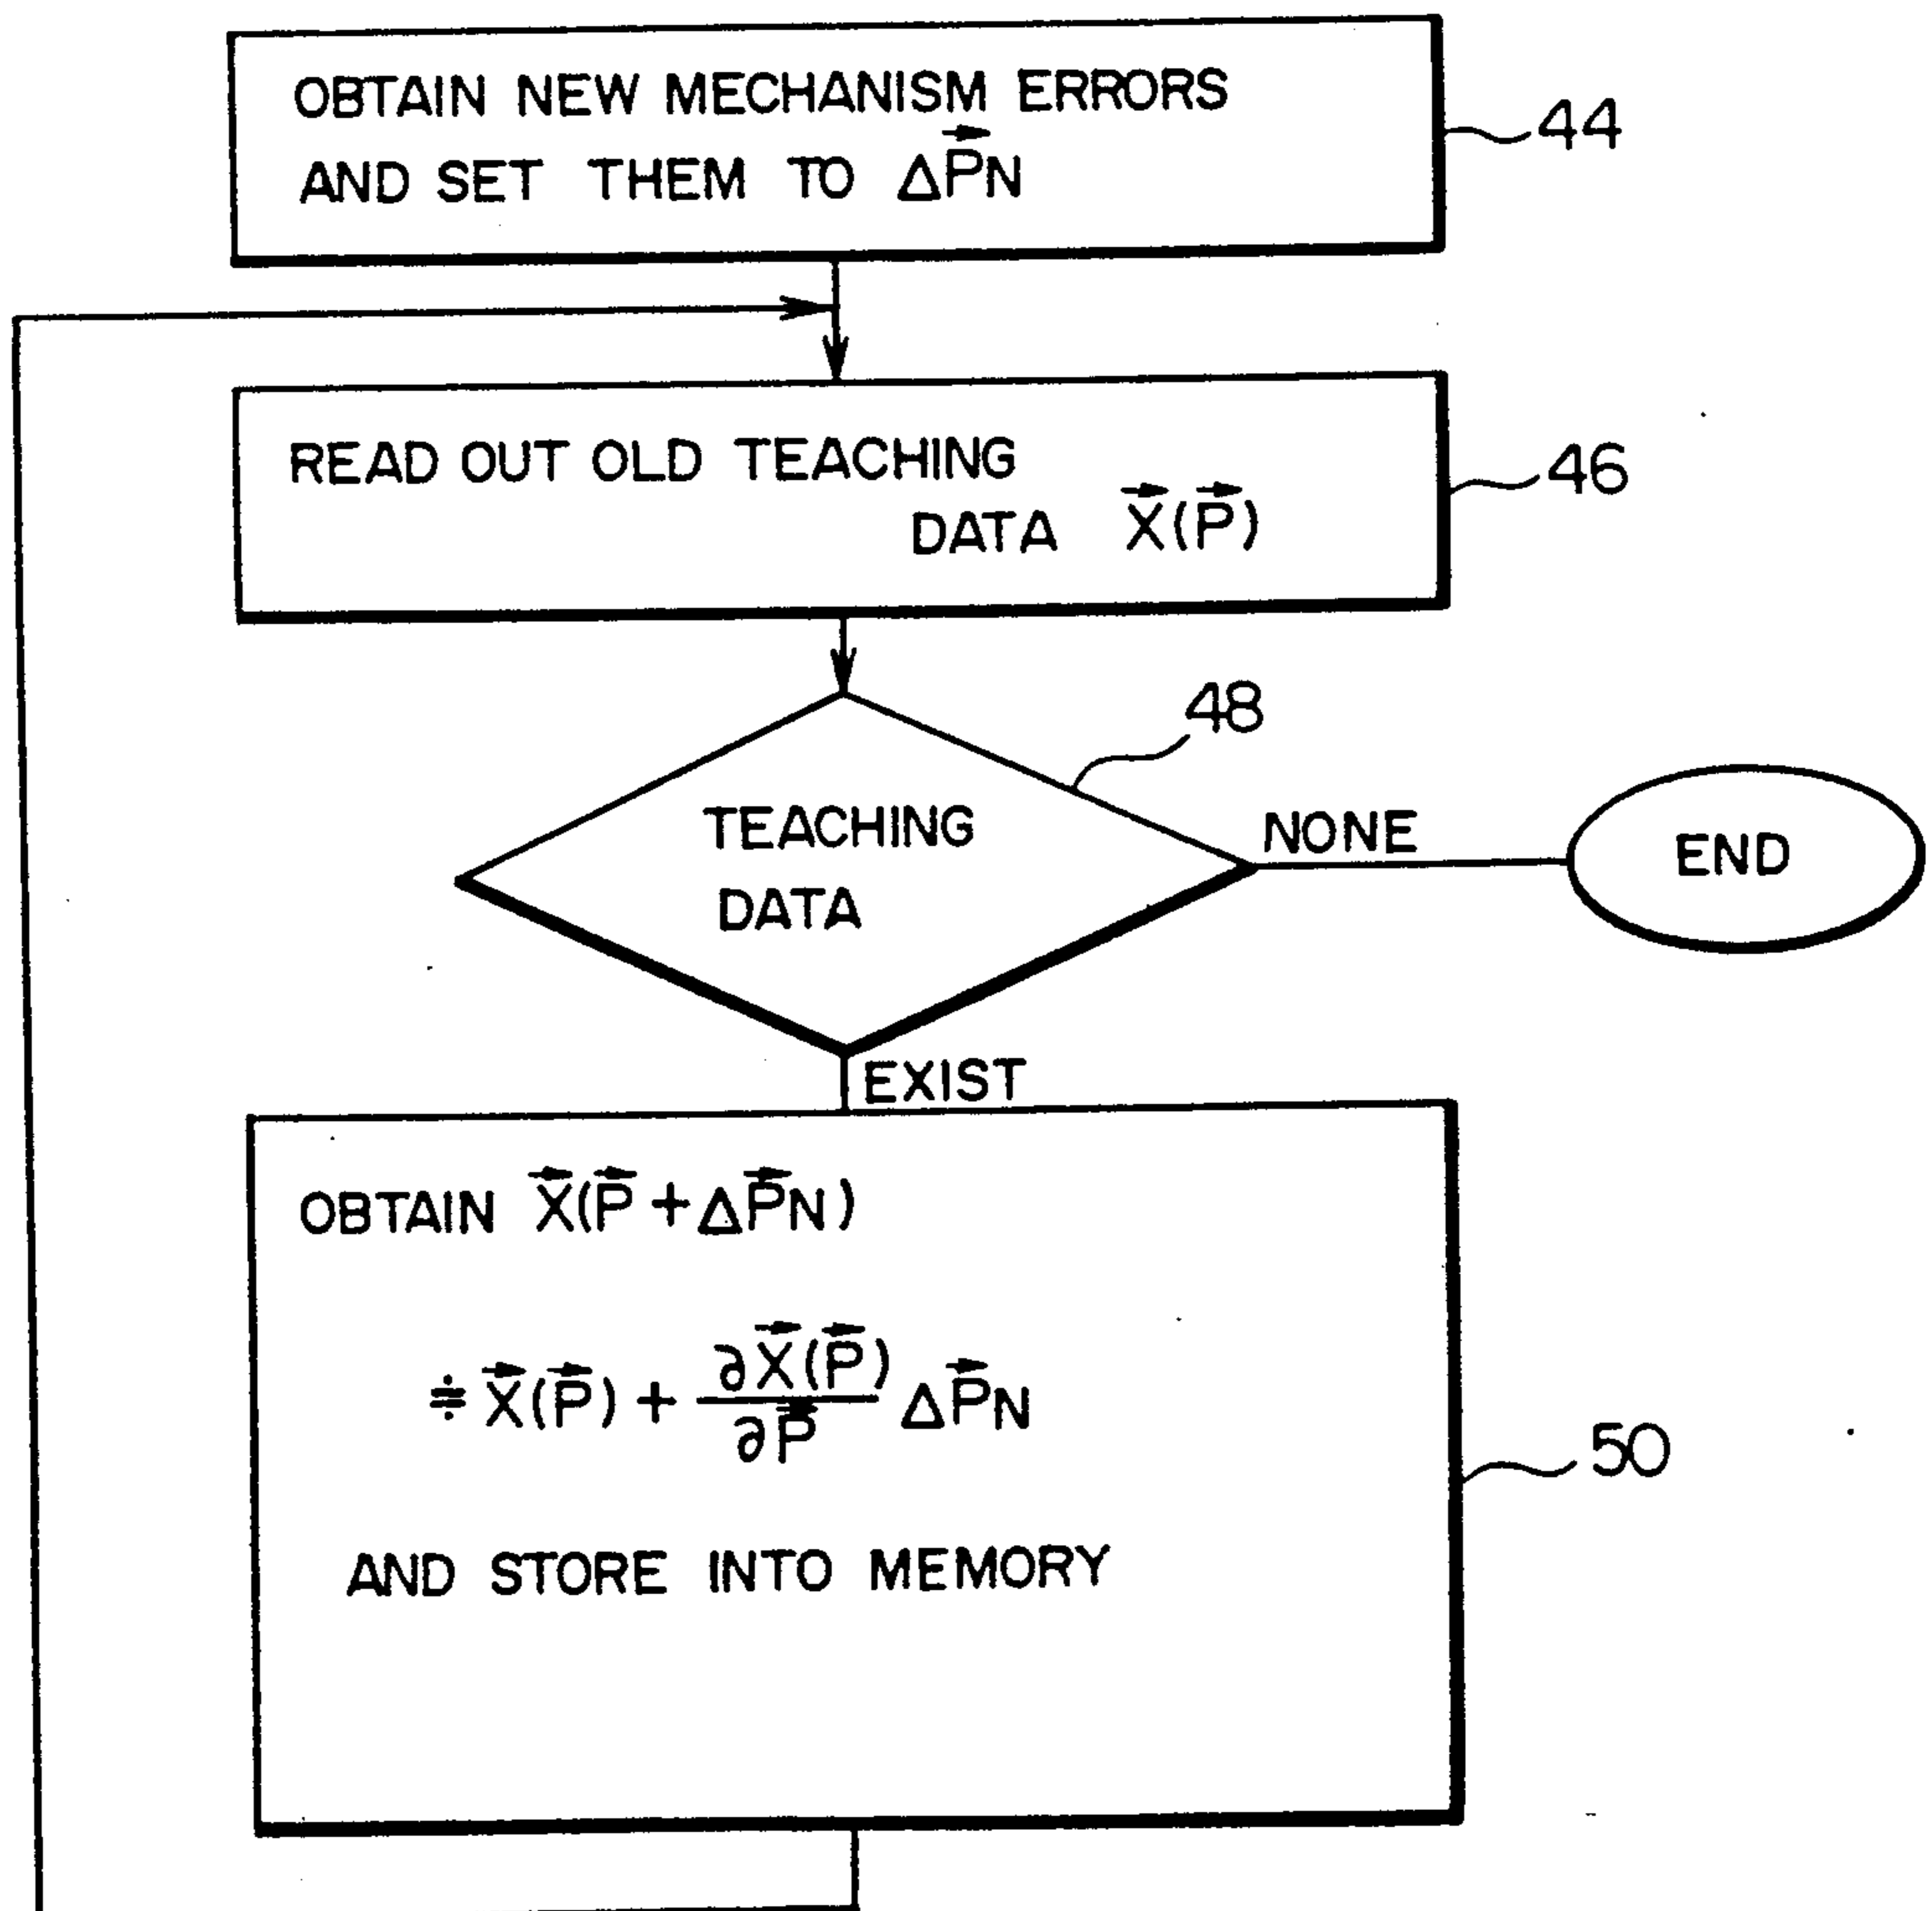 OBTAIN NEW MECHANISM ERRORS
AND SET THEM TO ΔP⃗N
44
READ OUT OLD TEACHING
DATA X⃗(P⃗)
46
48
TEACHING
DATA
NONE
END
EXIST
OBTAIN X⃗(P⃗ + ΔP⃗N)
≑ X⃗(P⃗) + ∂X⃗(P⃗)/∂P⃗ ΔP⃗N
50
AND STORE INTO MEMORY